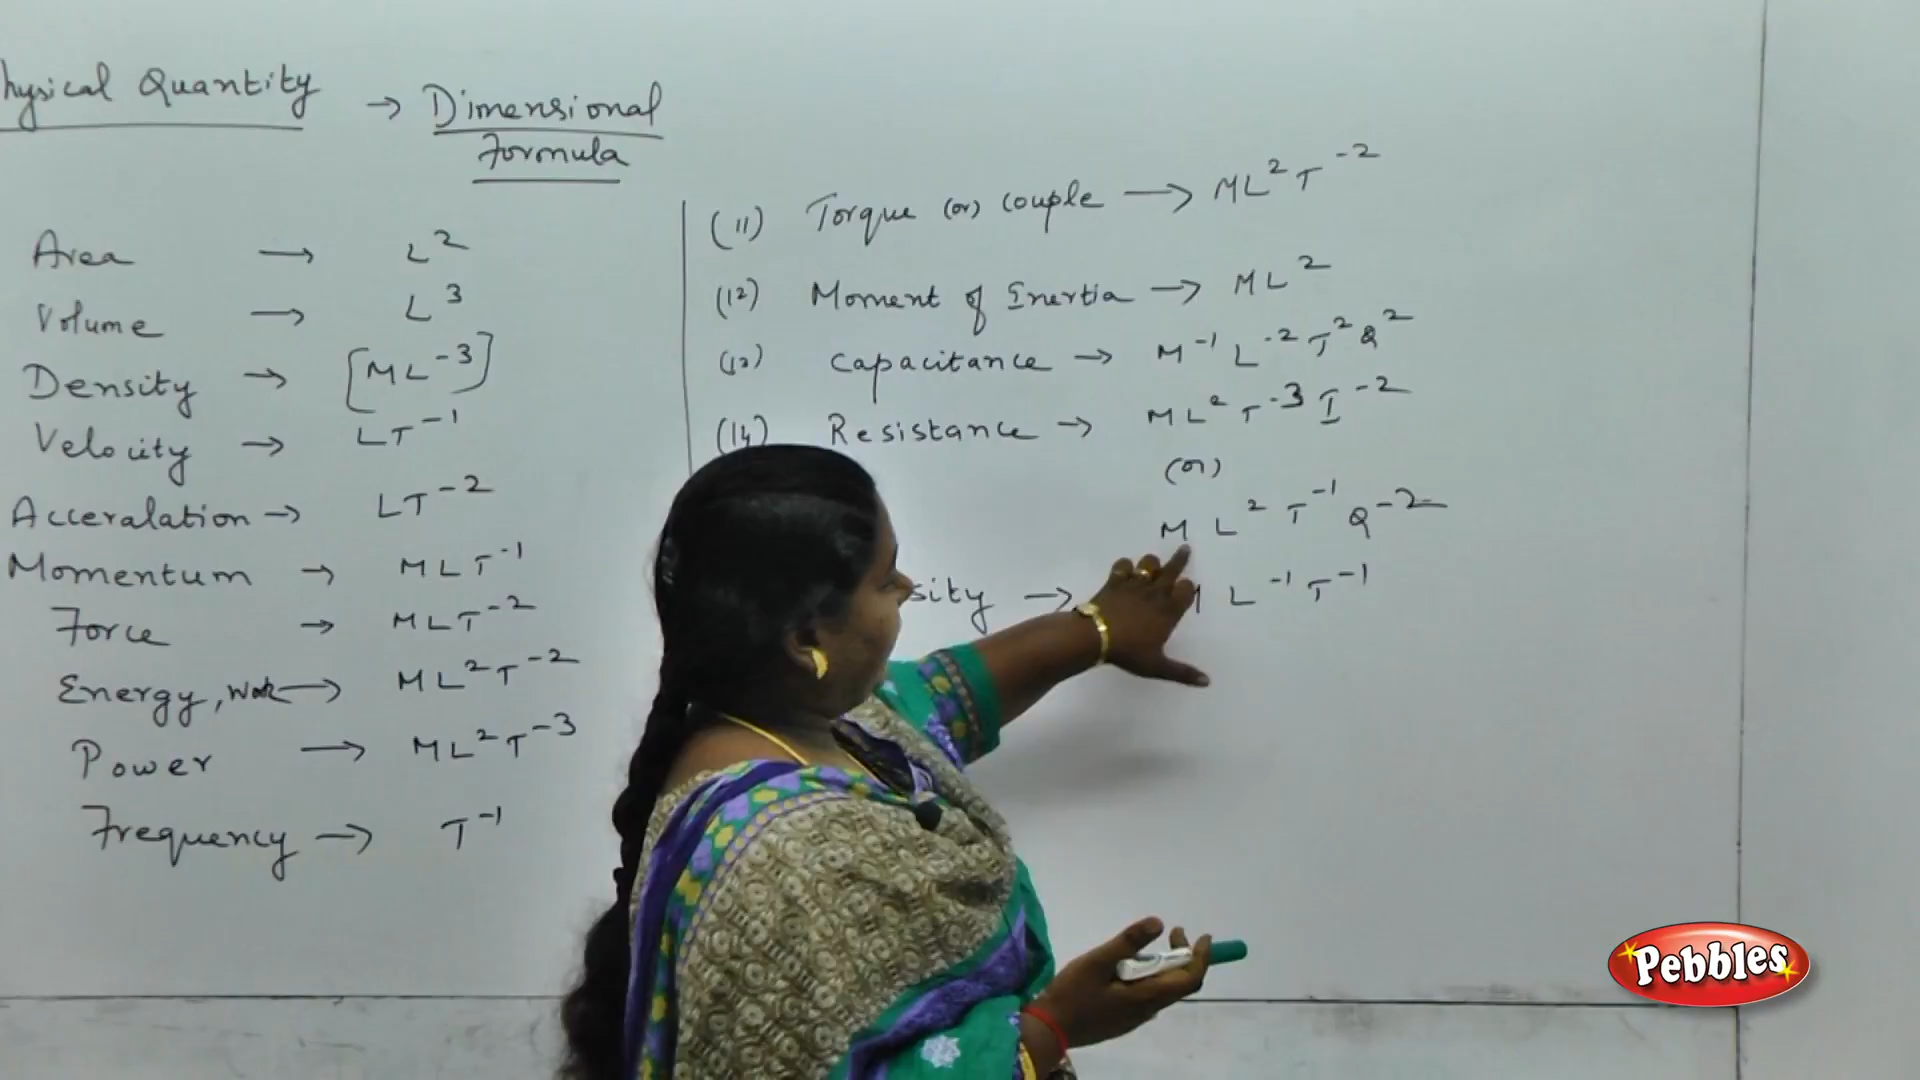 hysical Quantity → Dimensional
Formula
Area → L²
Volume → L³
Density → [ML⁻³]
Velocity → LT⁻¹
Acceralation → LT⁻²
Momentum → MLT⁻¹
Force → MLT⁻²
Energy, Work → ML²T⁻²
Power → ML²T⁻³
Frequency → T⁻¹
(11) Torque (or) couple → ML²T⁻²
(12) Moment of Inertia → ML²
capacitance → M⁻¹L⁻²T²Q²
(14) Resistance → ML²T⁻³I⁻²
(or)
ML²T⁻¹Q⁻²
sity → M L⁻¹T⁻¹
Pebbles